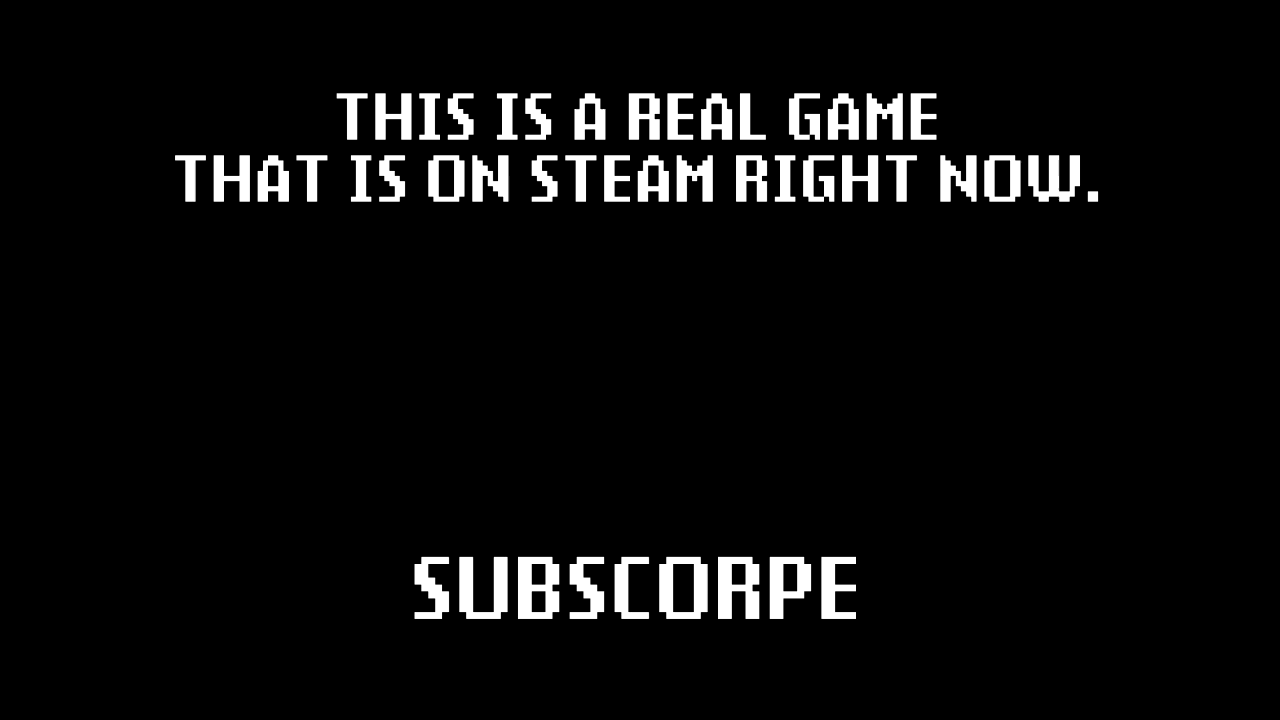 THIS IS A REAL GAME
THAT IS ON STEAM RIGHT NOW.
SUBSCORPE